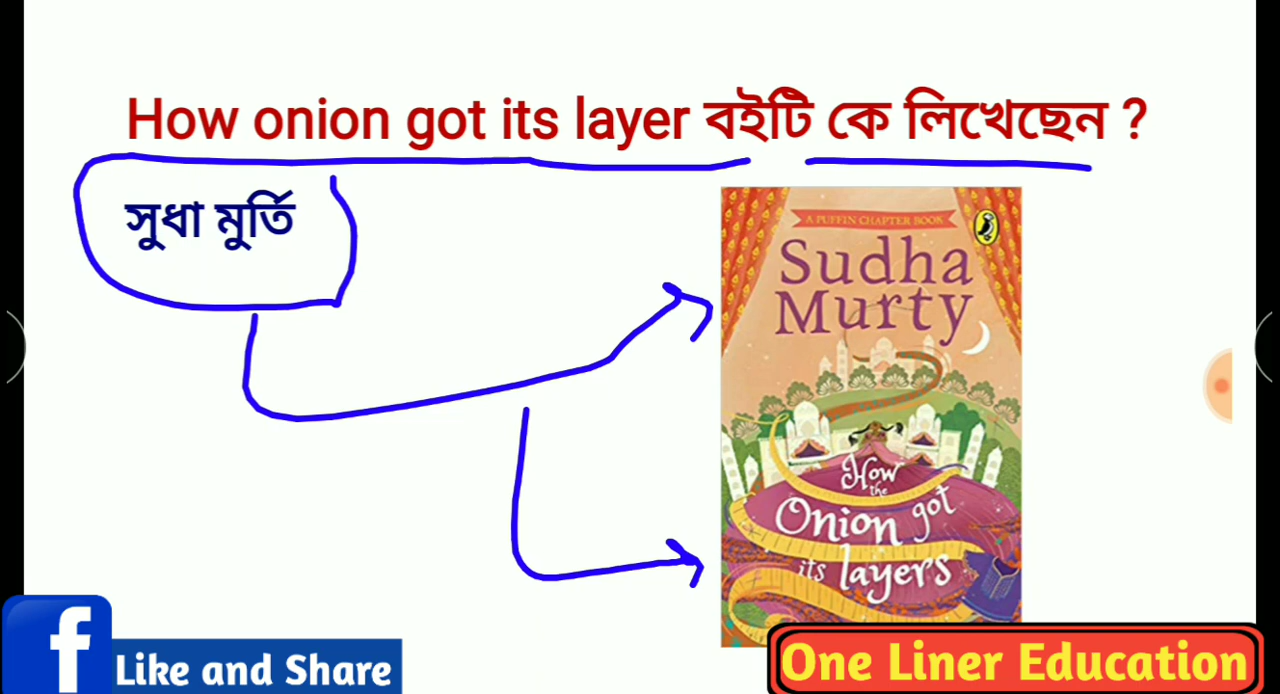 How onion got its layer বইটি কে লিখেছেন ?
সুধা মুর্তি
A PUFFIN CHAPTER BOOK
Sudha
Murty
How
the
Onion got
its layers
f
Like and Share
One Liner Education